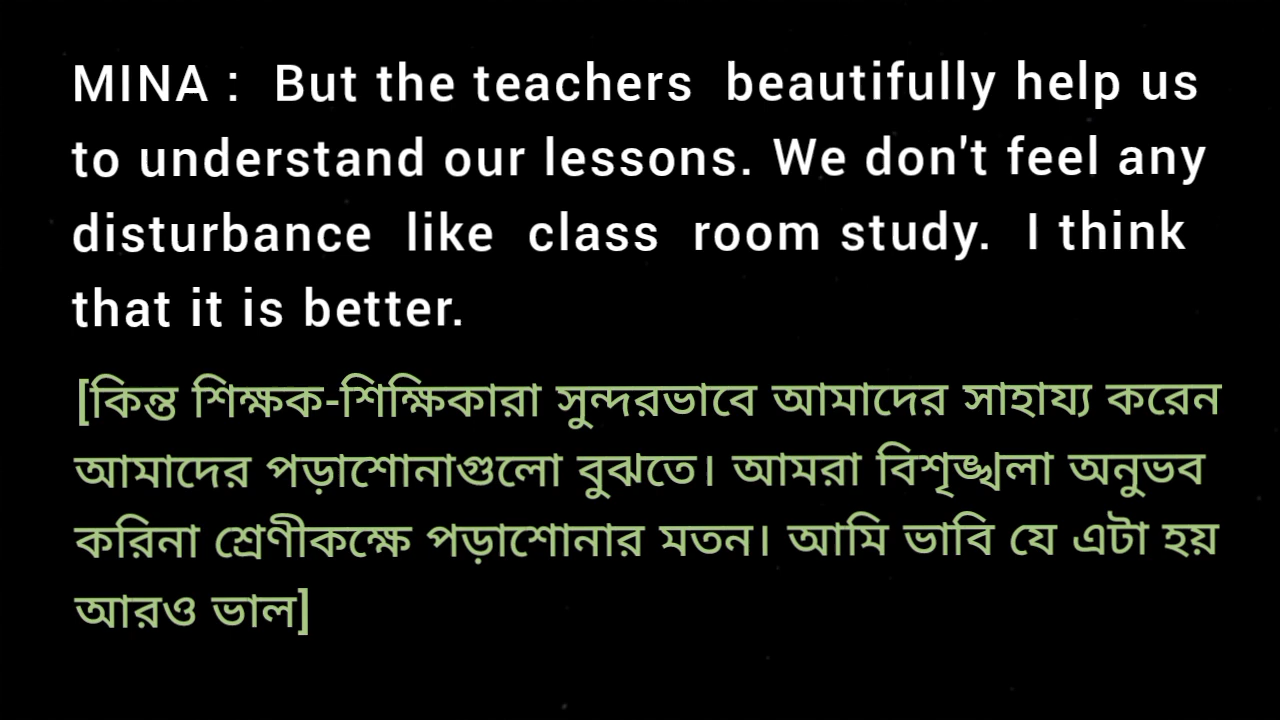 MINA : But the teachers beautifully help us
to understand our lessons. We don't feel any
disturbance like class room study. I think
that it is better.
[কিন্ত শিক্ষক-শিক্ষিকারা সুন্দরভাবে আমাদের সাহায্য করেন
আমাদের পড়াশোনাগুলো বুঝতে। আমরা বিশৃঙ্খলা অনুভব
করিনা শ্রেণীকক্ষে পড়াশোনার মতন। আমি ভাবি যে এটা হয়
আরও ভাল]